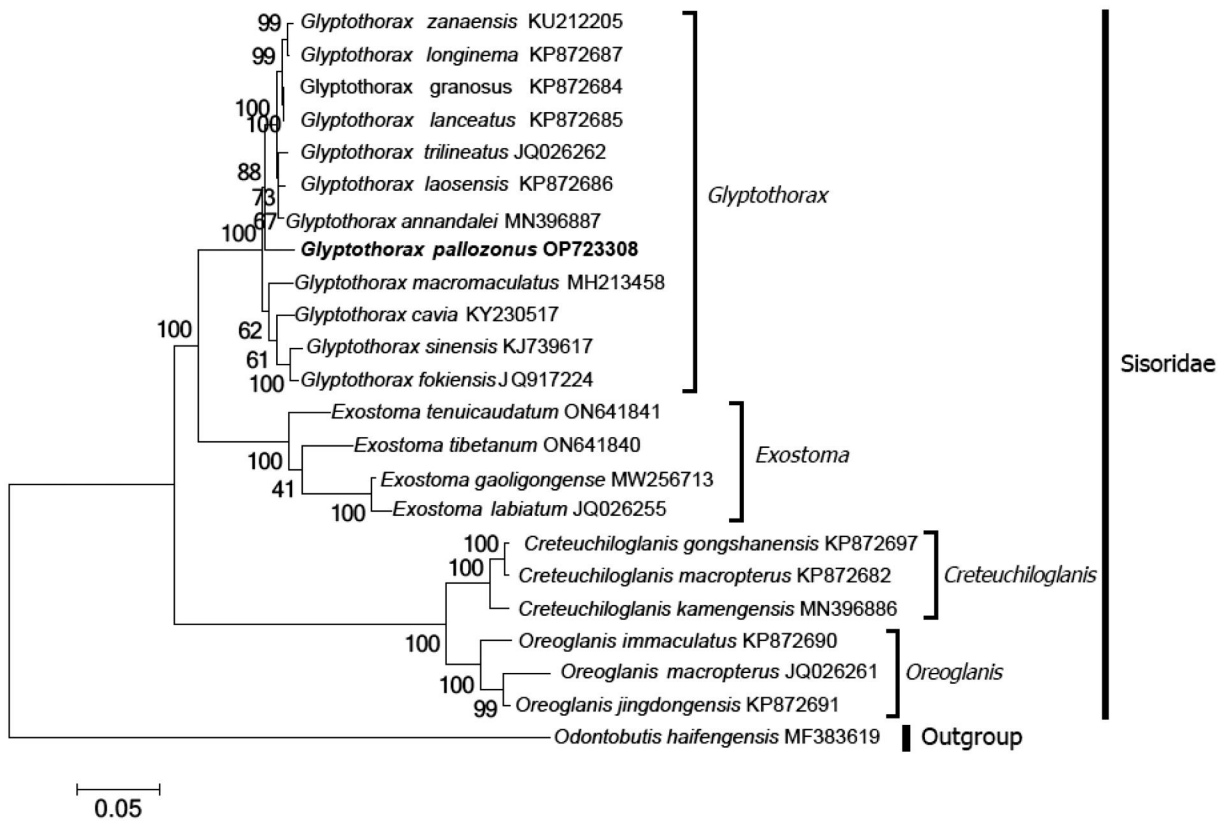 99
Glyptothorax zanaensis KU212205
99
Glyptothorax longinema KP872687
Glyptothorax granosus KP872684
100
100
Glyptothorax lanceatus KP872685
Glyptothorax trilineatus JQ026262
88
Glyptothorax laosensis KP872686
73
Glyptothorax
67
Glyptothorax annandalei MN396887
100
Glyptothorax pallozonus OP723308
Glyptothorax macromaculatus MH213458
Glyptothorax cavia KY230517
100
62
Glyptothorax sinensis KJ739617
61
Sisoridae
100
Glyptothorax fokiensis JQ917224
Exostoma tenuicaudatum ON641841
Exostoma tibetanum ON641840
Exostoma
100
Exostoma gaoligongense MW256713
41
100
Exostoma labiatum JQ026255
100
Creteuchiloglanis gongshanensis KP872697
100
Creteuchiloglanis macropterus KP872682
Creteuchiloglanis
Creteuchiloglanis kamengensis MN396886
100
Oreoglanis immaculatus KP872690
Oreoglanis macropterus JQ026261
Oreoglanis
100
99
Oreoglanis jingdongensis KP872691
Odontobutis haifengensis MF383619
Outgroup
0.05